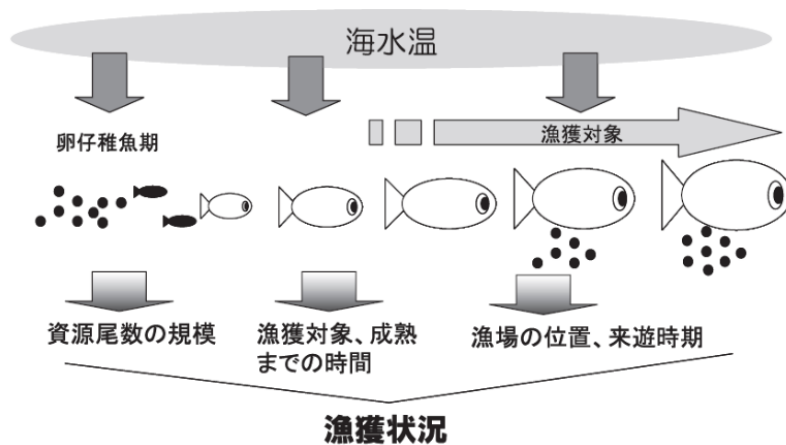 海水温
漁獲対象
卵仔稚魚期
資源尾数の規模
漁獲対象、成熟
までの時間
漁場の位置、来遊時期
漁獲状況